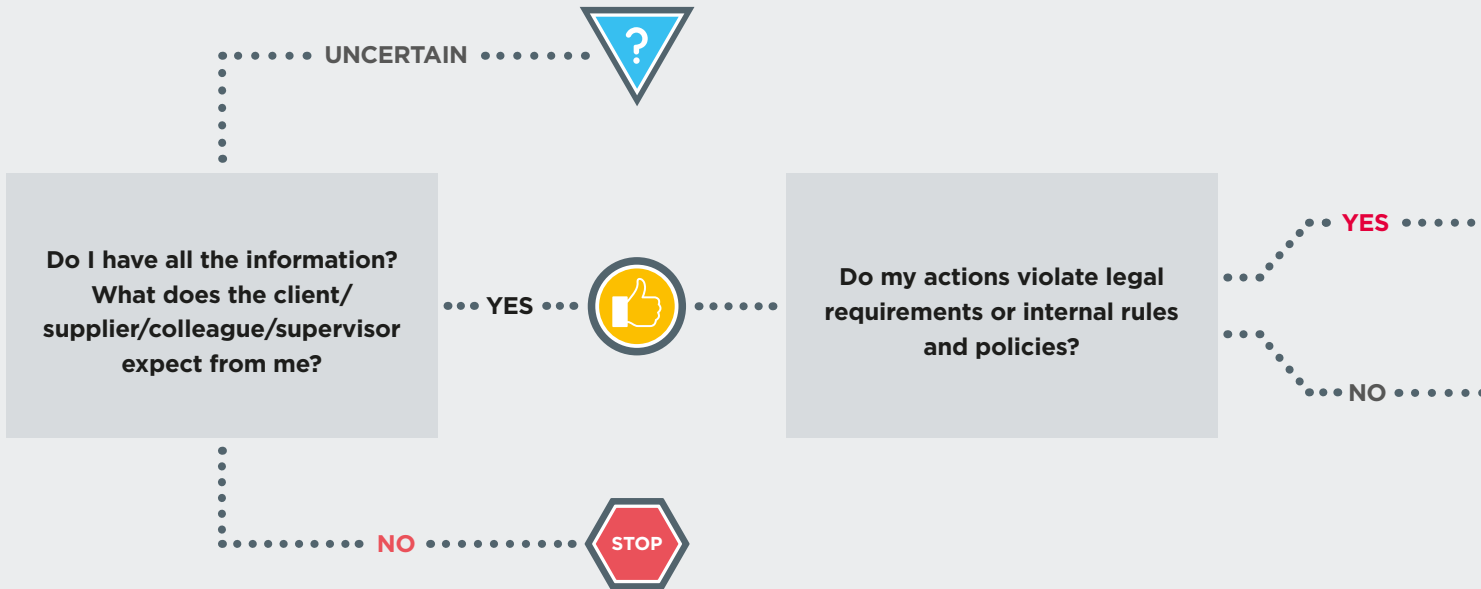 UNCERTAIN
?
Do I have all the information?
What does the client/
supplier/colleague/supervisor
expect from me?
YES
Do my actions violate legal
requirements or internal rules
and policies?
YES
NO
NO
STOP